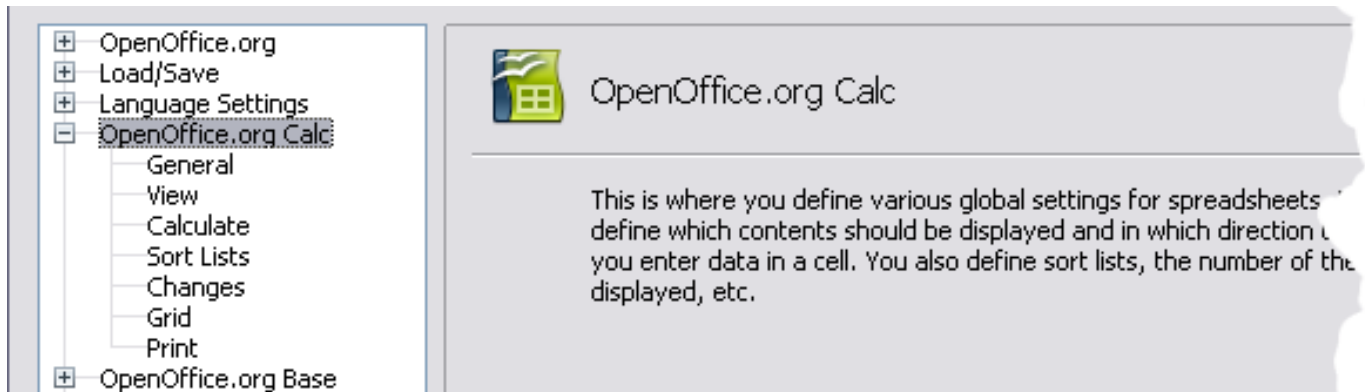 OpenOffice.org
Load/Save
Language Settings
OpenOffice.org Calc
General
View
Calculate
Sort Lists
Changes
Grid
Print
OpenOffice.org Base
OpenOffice.org Calc
This is where you define various global settings for spreadsheets
define which contents should be displayed and in which direction
you enter data in a cell. You also define sort lists, the number of the
displayed, etc.